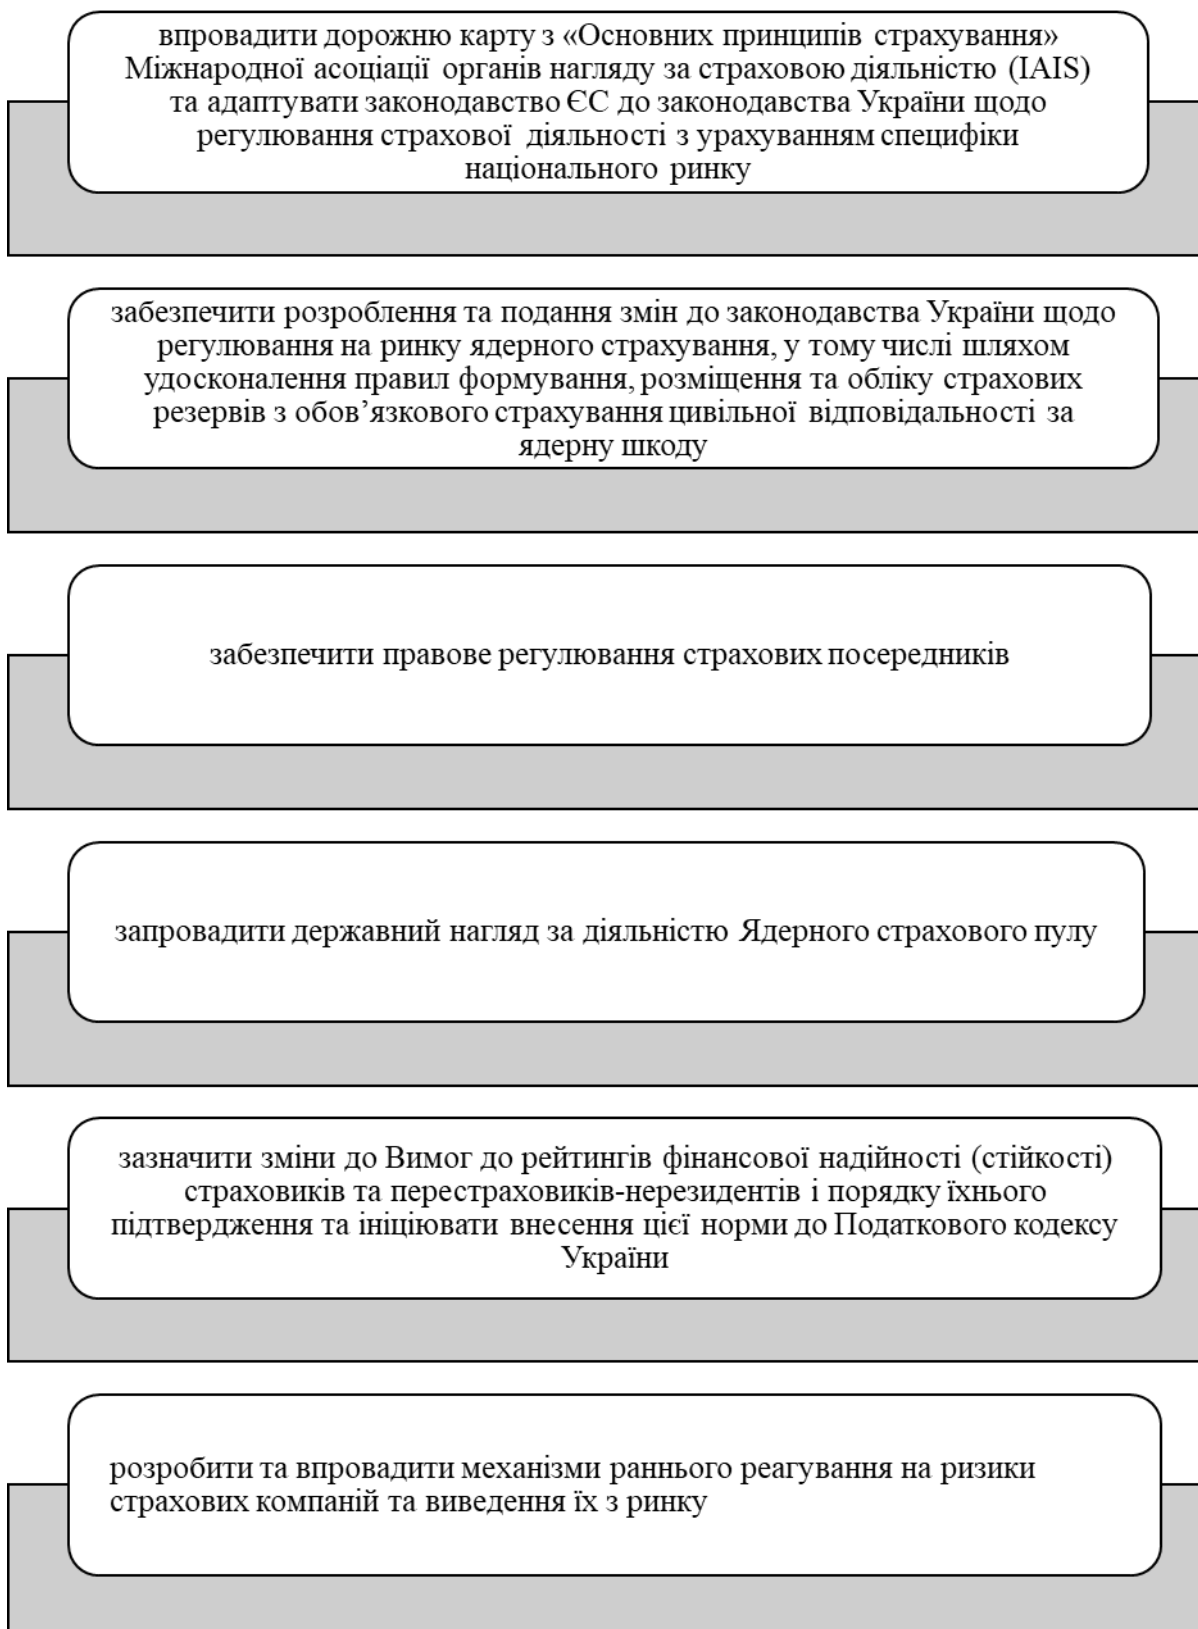 впровадити дорожню карту з «Основних принципів страхування»
Міжнародної асоціації органів нагляду за страховою діяльністю (IAIS)
та адаптувати законодавство ЄС до законодавства України щодо
регулювання страхової діяльності з урахуванням специфіки
національного ринку
забезпечити розроблення та подання змін до законодавства України щодо
регулювання на ринку ядерного страхування, у тому числі шляхом
удосконалення правил формування, розміщення та обліку страхових
резервів з обов’язкового страхування цивільної відповідальності за
ядерну шкоду
забезпечити правове регулювання страхових посередників
запровадити державний нагляд за діяльністю Ядерного страхового пулу
зазначити зміни до Вимог до рейтингів фінансової надійності (стійкості)
страховиків та перестраховиків-нерезидентів і порядку їхнього
підтвердження та ініціювати внесення цієї норми до Податкового кодексу
України
розробити та впровадити механізми раннього реагування на ризики
страхових компаній та виведення їх з ринку